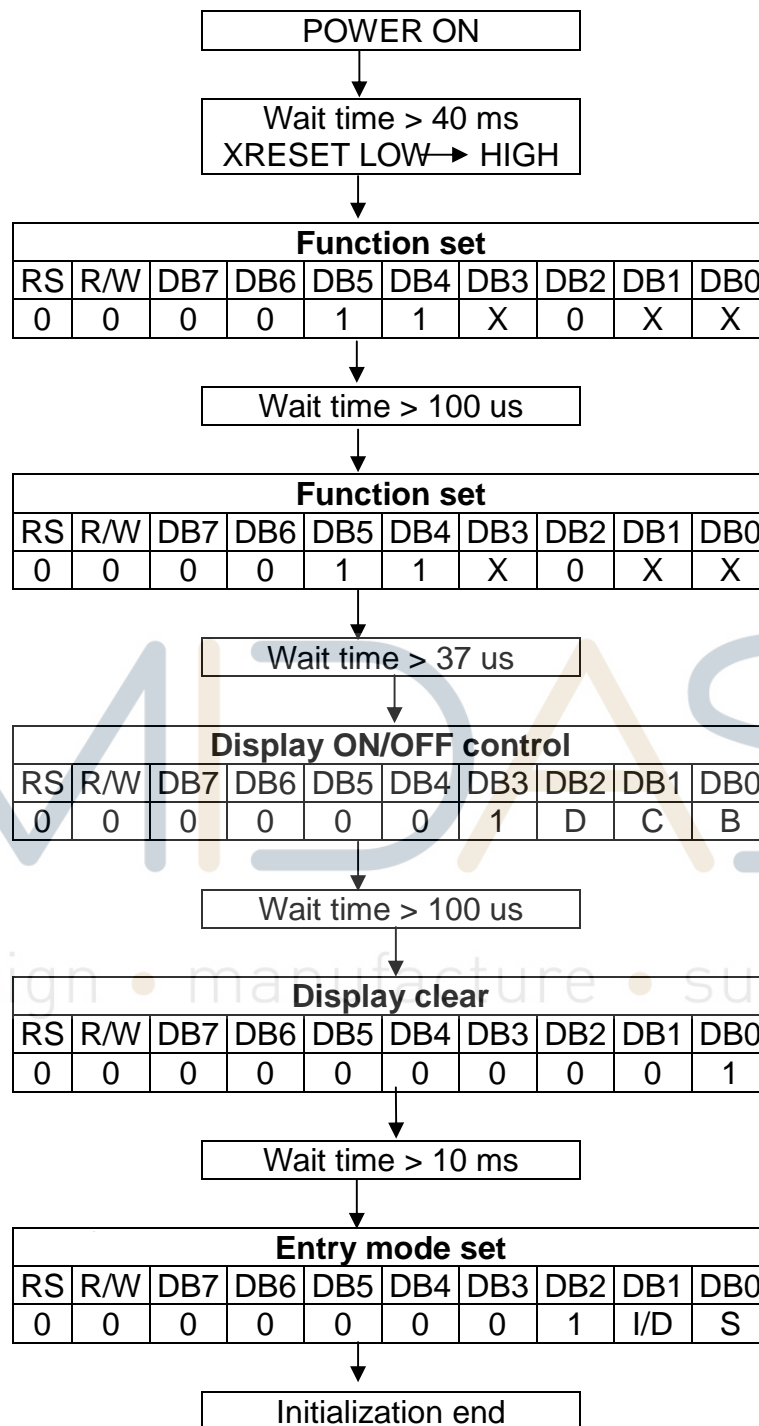 POWER ON
Wait time > 40 ms
XRESET LOW → HIGH
Function set
RS R/W DB7 DB6 DB5 DB4 DB3 DB2 DB1 DB0
0 0 0 0 1 1 X 0 X X
Wait time > 100 us
Function set
RS R/W DB7 DB6 DB5 DB4 DB3 DB2 DB1 DB0
0 0 0 0 1 1 X 0 X X
Wait time > 37 us
MIDAS
Display ON/OFF control
RS R/W DB7 DB6 DB5 DB4 DB3 DB2 DB1 DB0
0 0 0 0 0 0 1 D C B
Wait time > 100 us
ign • manufacture • su
Display clear
RS R/W DB7 DB6 DB5 DB4 DB3 DB2 DB1 DB0
0 0 0 0 0 0 0 0 0 1
Wait time > 10 ms
Entry mode set
RS R/W DB7 DB6 DB5 DB4 DB3 DB2 DB1 DB0
0 0 0 0 0 0 0 1 I/D S
Initialization end